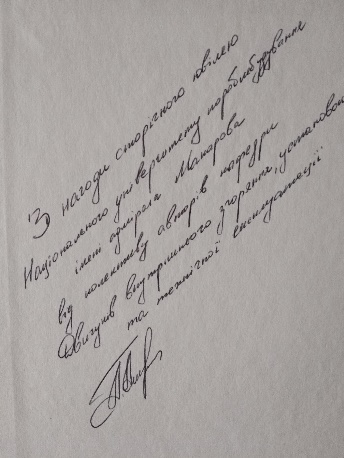 З нагоди сторічного ювілею
Національного університету кораблебудування
імені адмірала Макарова
від колективу авторів кафедри
Двигунів внутрішнього згоряння, установок
та технічної експлуатації